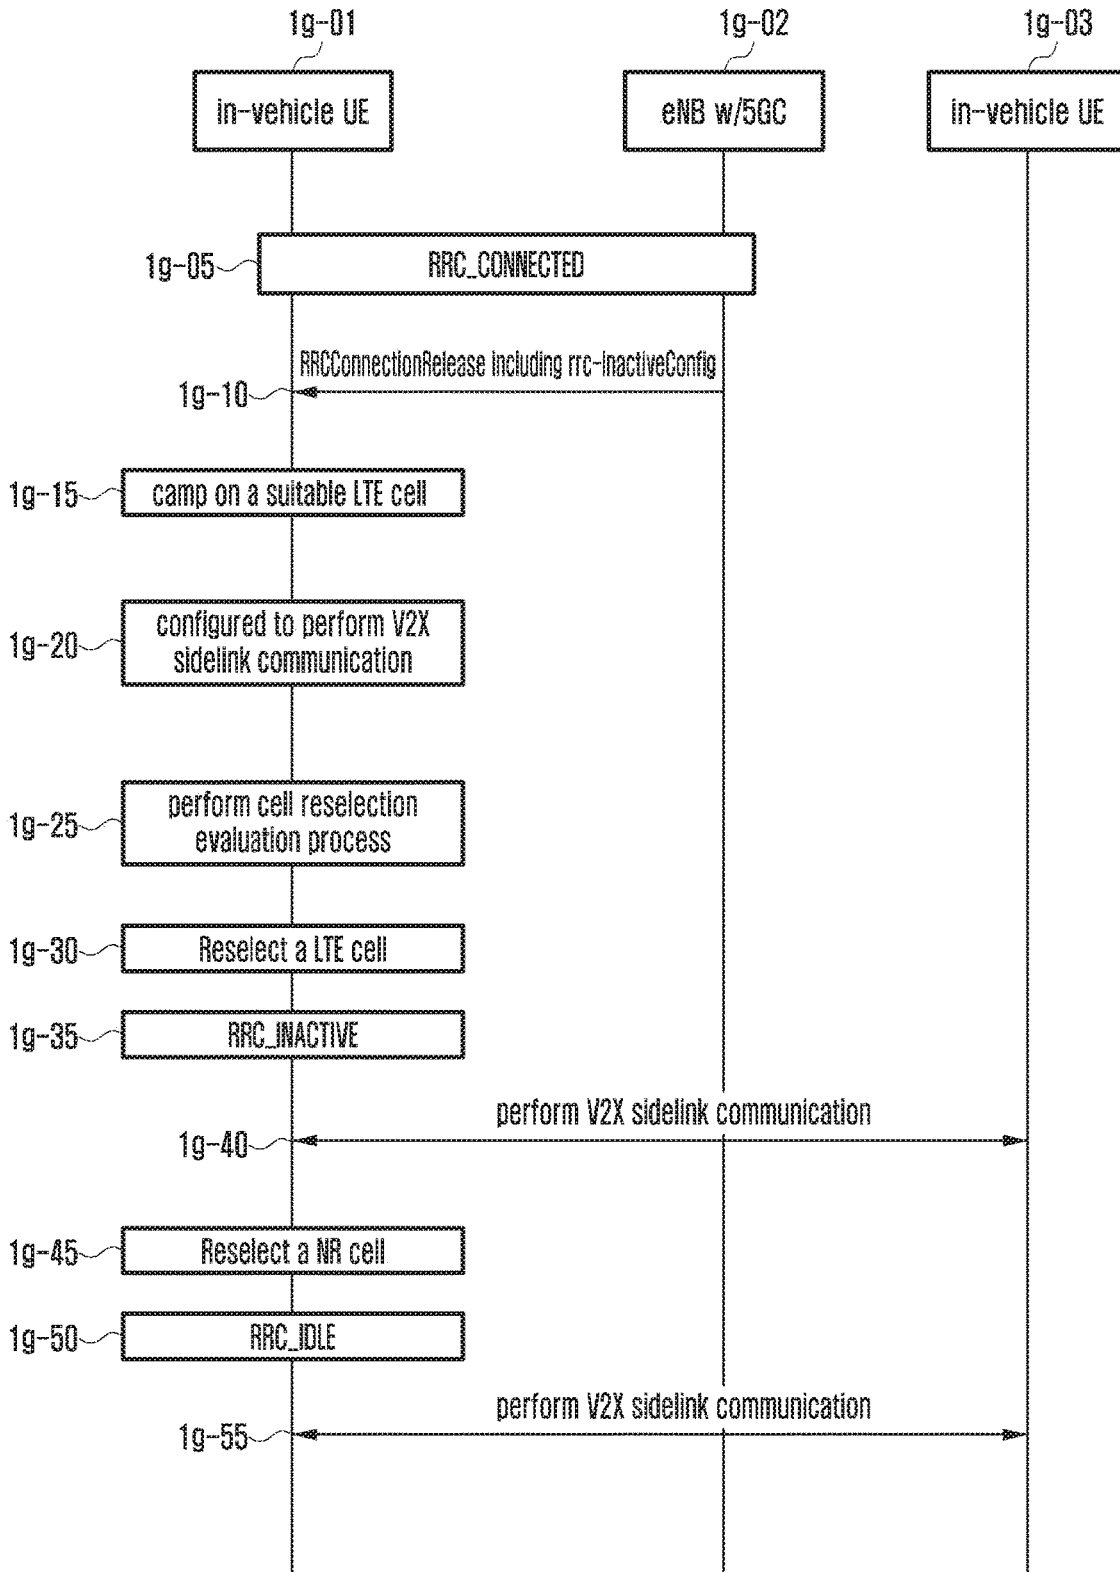 1g-01
1g-02
1g-03
in-vehicle UE
eNB w/5GC
in-vehicle UE
1g-05
RRC_CONNECTED
RRCConnectionRelease including rrc-InactiveConfig
1g-10
1g-15
camp on a suitable LTE cell
1g-20
configured to perform V2X
sidelink communication
1g-25
perform cell reselection
evaluation process
1g-30
Reselect a LTE cell
1g-35
RRC_INACTIVE
perform V2X sidelink communication
1g-40
1g-45
Reselect a NR cell
1g-50
RRC_IDLE
perform V2X sidelink communication
1g-55